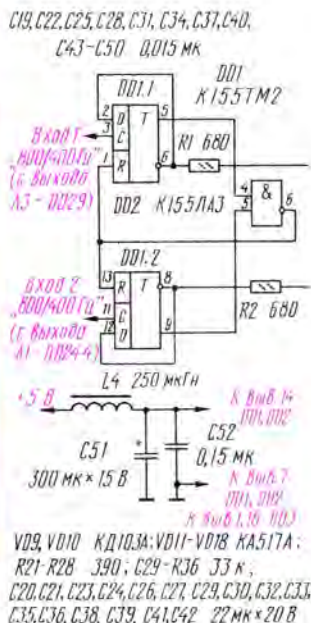 C19, C22, C25, C28, C31, C34, C37, C40,
C43-C50 0,015 мк
DD1.1
DD1
К155ТМ2
2 D T 5
3 C
1 R 6
R1 680
Вход 1
„800/400 Гц"
(с выхода
Л3 - DD29)
DD2 К155ЛА3
4 & 6
5
DD1.2
13 R T 8
11 C
12 D 9
R2 680
Вход 2
„800/400 Гц"
(с выхода
Л1 - DD24-4)
L4 250 мкГн
+5 В
К выв. 14
DD1, DD2
C51
300 мк × 15 В
C52
0,15 мк
К выв. 7
DD1, DD2
К выв. 1, 16 DD3
VD9, VD10 КД103А; VD11-VD18 КА517А;
R21-R28 390; C29-R36 33 к;
C20, C21, C23, C24, C26, C27, C29, C30, C32, C33,
C35, C36, C38, C39, C41, C42 22 мк × 20 В